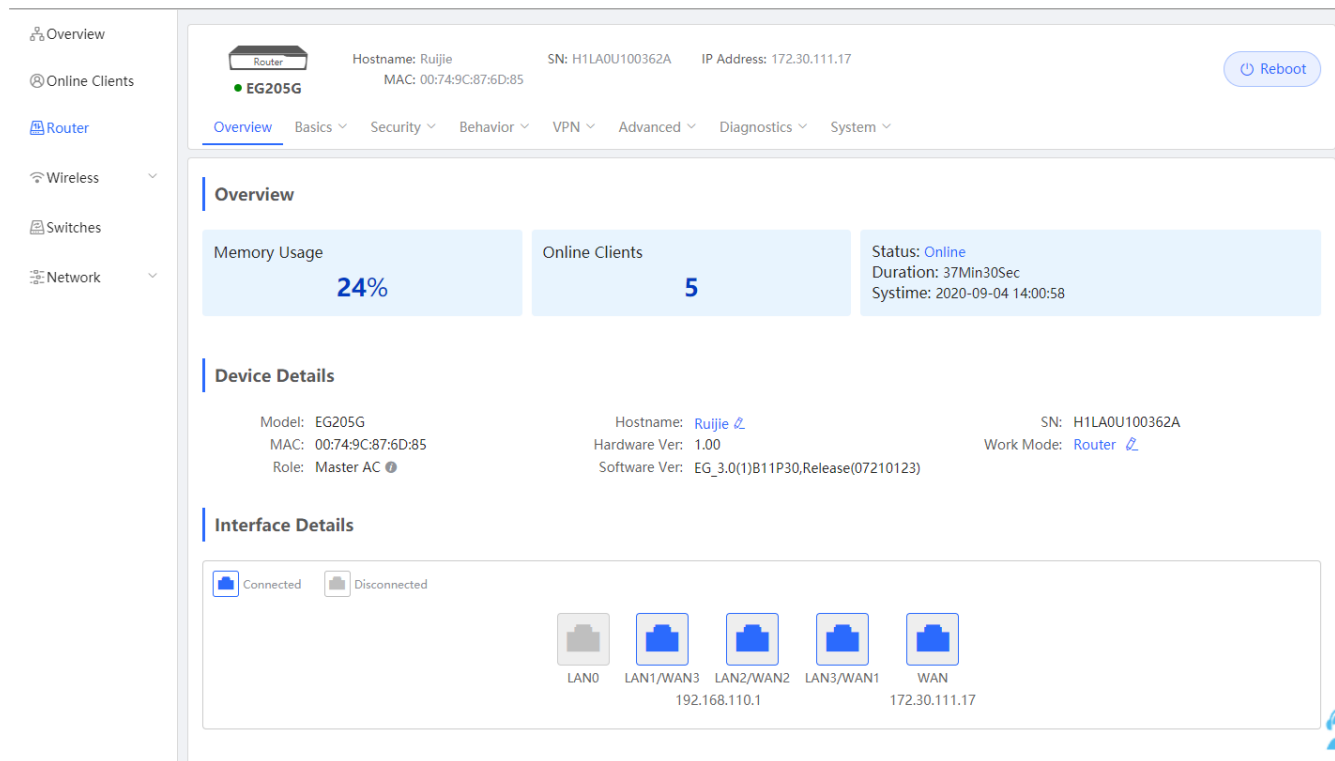 Overview
Online Clients
Router
Wireless
Switches
Network
Router
EG205G
Hostname: Ruijie SN: H1LA0U100362A IP Address: 172.30.111.17
MAC: 00:74:9C:87:6D:85
Reboot
Overview Basics Security Behavior VPN Advanced Diagnostics System
Overview
Memory Usage
24%
Online Clients
5
Status: Online
Duration: 37Min30Sec
Systime: 2020-09-04 14:00:58
Device Details
Model: EG205G Hostname: Ruijie SN: H1LA0U100362A
MAC: 00:74:9C:87:6D:85 Hardware Ver: 1.00 Work Mode: Router
Role: Master AC Software Ver: EG_3.0(1)B11P30,Release(07210123)
Interface Details
Connected Disconnected
LAN0 LAN1/WAN3 LAN2/WAN2 LAN3/WAN1 WAN
192.168.110.1 172.30.111.17